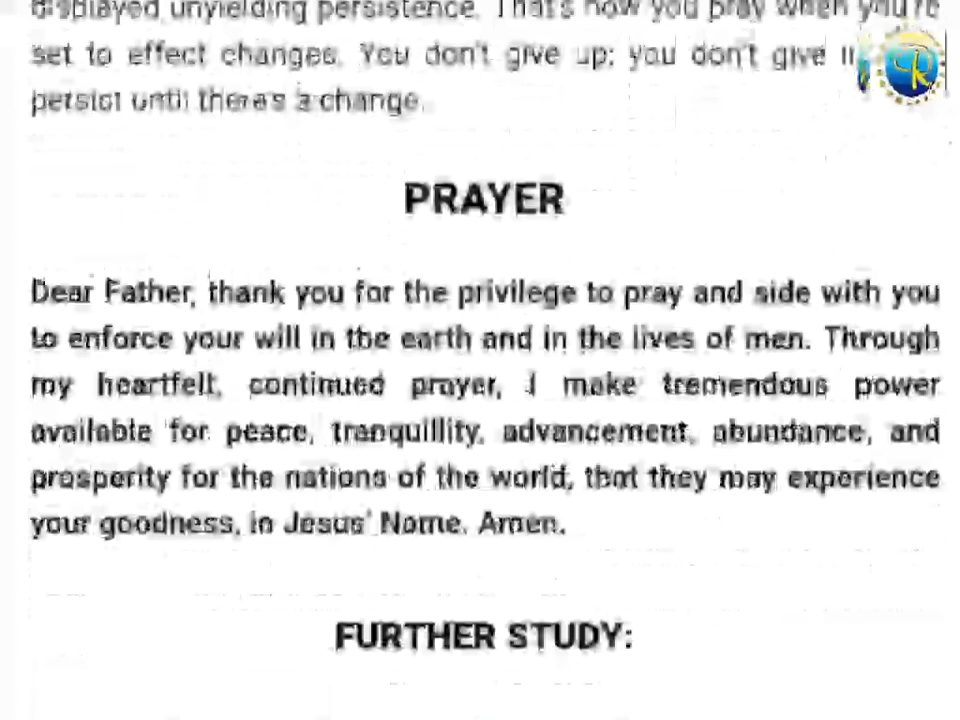 displayed unyielding persistence. That's how you pray when you're
set to effect changes. You don't give up; you don't give
persist until there's a change.
PRAYER
Dear Father, thank you for the privilege to pray and side with you
to enforce your will in the earth and in the lives of men. Through
my heartfelt, continued prayer, I make tremendous power
available for peace, tranquillity, advancement, abundance, and
prosperity for the nations of the world, that they may experience
your goodness, in Jesus' Name. Amen.
FURTHER STUDY: